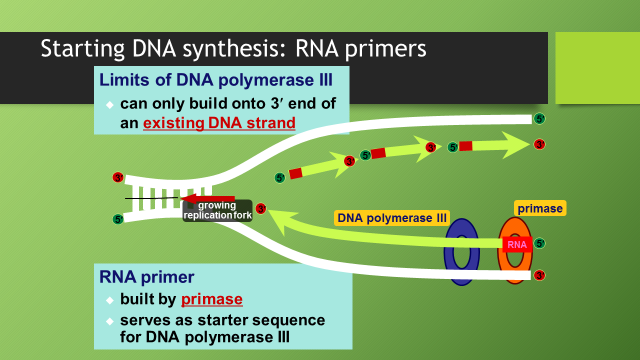 Starting DNA synthesis: RNA primers
Limits of DNA polymerase III
can only build onto 3′ end of
an existing DNA strand
5′
3′
3′
5′
3′
5′
5′
3′
growing
replication fork
5′
3′
DNA polymerase III
primase
RNA
5′
3′
RNA primer
built by primase
serves as starter sequence
for DNA polymerase III